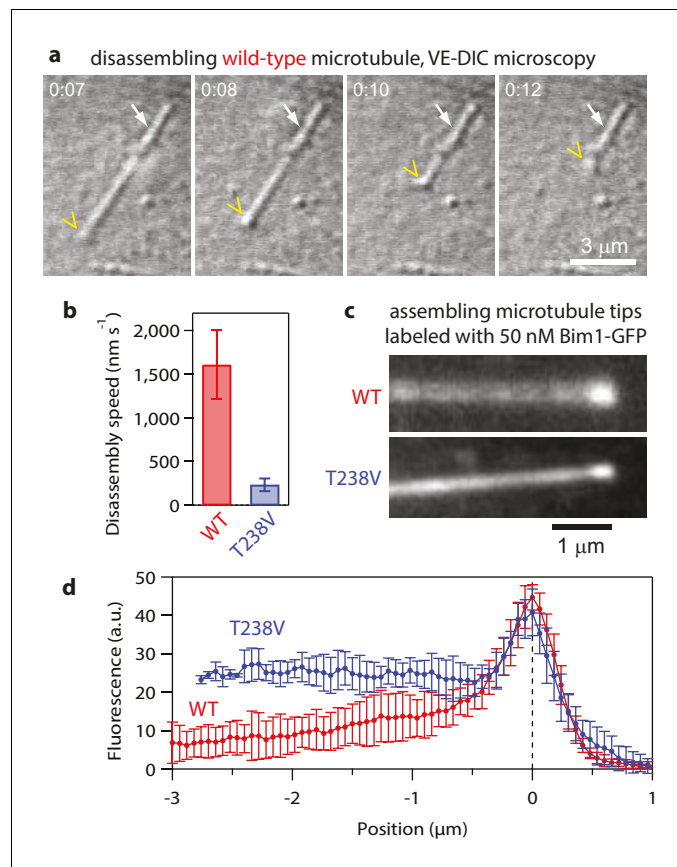 a disassembling wild-type microtubule, VE-DIC microscopy
0:07 0:08 0:10 0:12
3 μm
b
Disassembly speed (nm s⁻¹)
2,000
1,500
1,000
500
0
WT T238V
c assembling microtubule tips
labeled with 50 nM Bim1-GFP
WT
T238V
1 μm
d
Fluorescence (a.u.)
50
40
30
20
10
0
T238V
WT
-3 -2 -1 0 1
Position (μm)